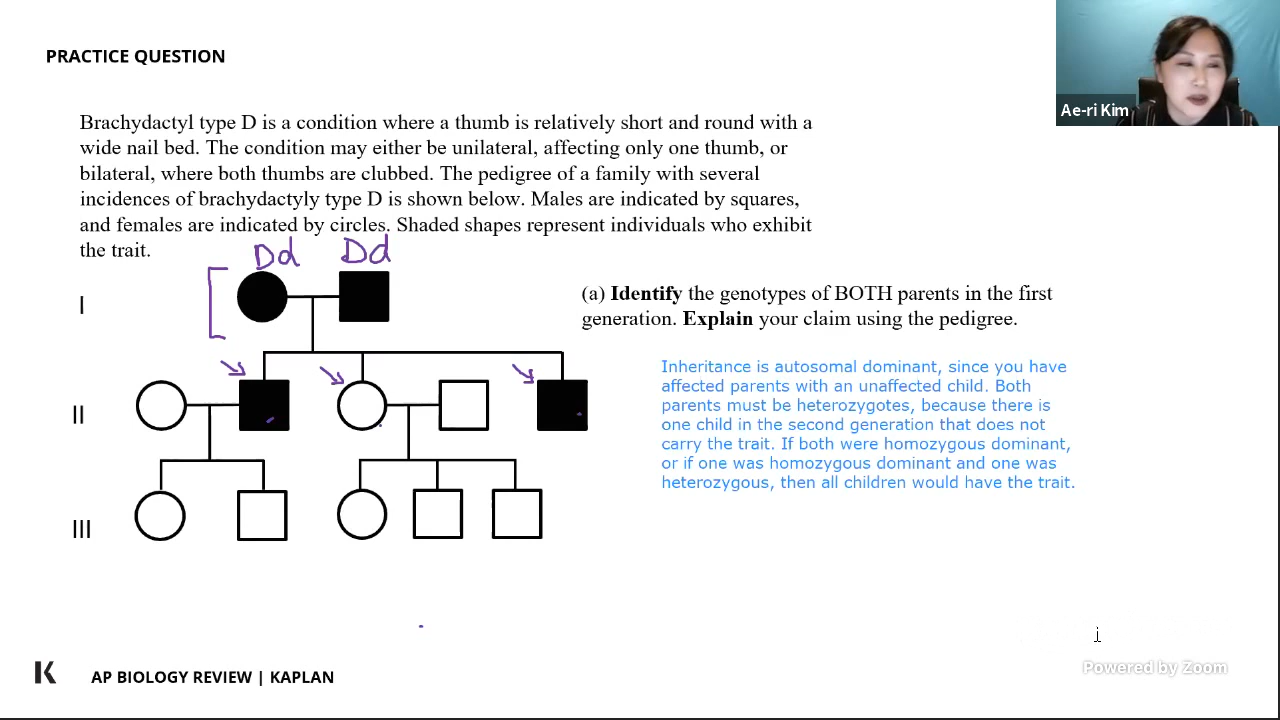 PRACTICE QUESTION
Ae-ri Kim
Brachydactyl type D is a condition where a thumb is relatively short and round with a
wide nail bed. The condition may either be unilateral, affecting only one thumb, or
bilateral, where both thumbs are clubbed. The pedigree of a family with several
incidences of brachydactyly type D is shown below. Males are indicated by squares,
and females are indicated by circles. Shaded shapes represent individuals who exhibit
the trait.
Dd Dd
I
(a) Identify the genotypes of BOTH parents in the first
generation. Explain your claim using the pedigree.
Inheritance is autosomal dominant, since you have
affected parents with an unaffected child. Both
parents must be heterozygotes, because there is
one child in the second generation that does not
carry the trait. If both were homozygous dominant,
or if one was homozygous dominant and one was
heterozygous, then all children would have the trait.
II
III
K AP BIOLOGY REVIEW | KAPLAN
Powered by Zoom